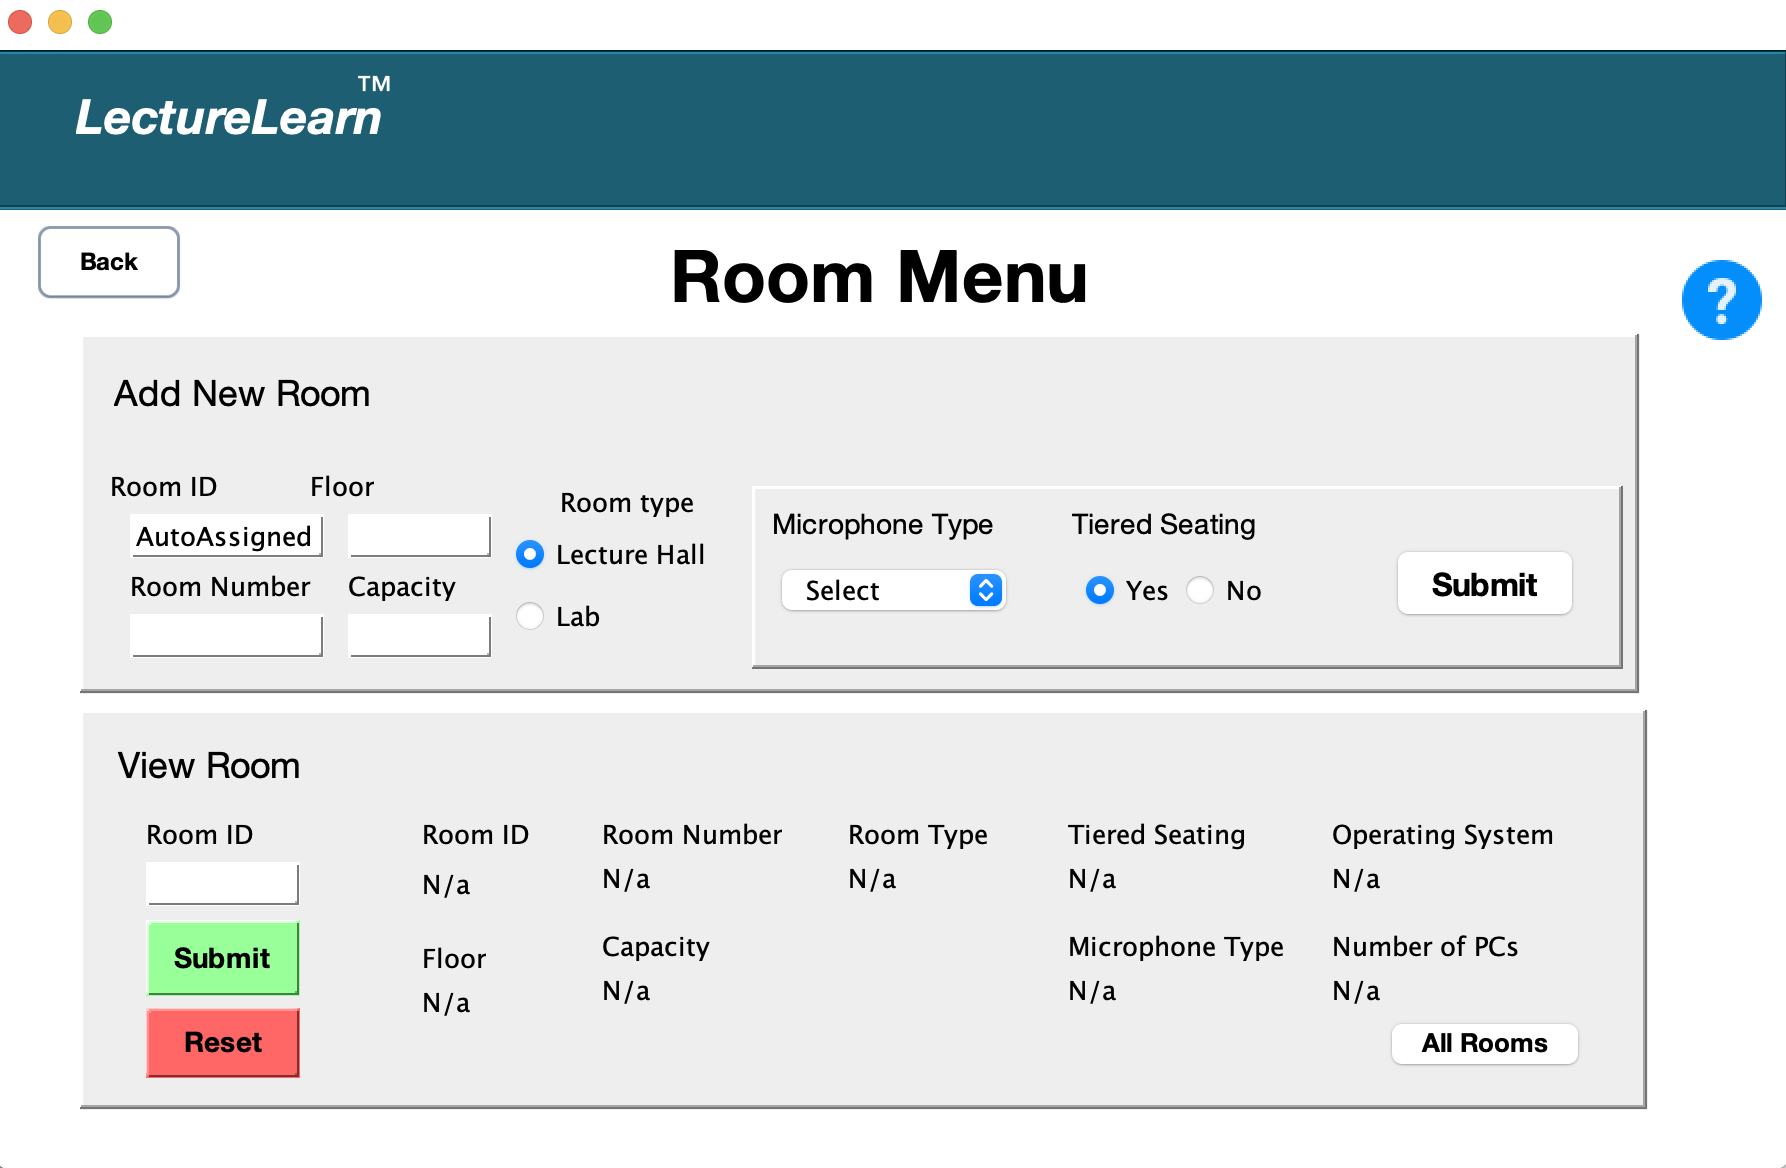 LectureLearn TM
Back
Room Menu
?
Add New Room
Room ID Floor
Room type
AutoAssigned
Lecture Hall
Room Number Capacity
Lab
Microphone Type Tiered Seating
Select
Yes No
Submit
View Room
Room ID
Submit
Reset
Room ID Room Number Room Type Tiered Seating Operating System
N/a N/a N/a N/a N/a
Floor Capacity Microphone Type Number of PCs
N/a N/a N/a N/a
All Rooms